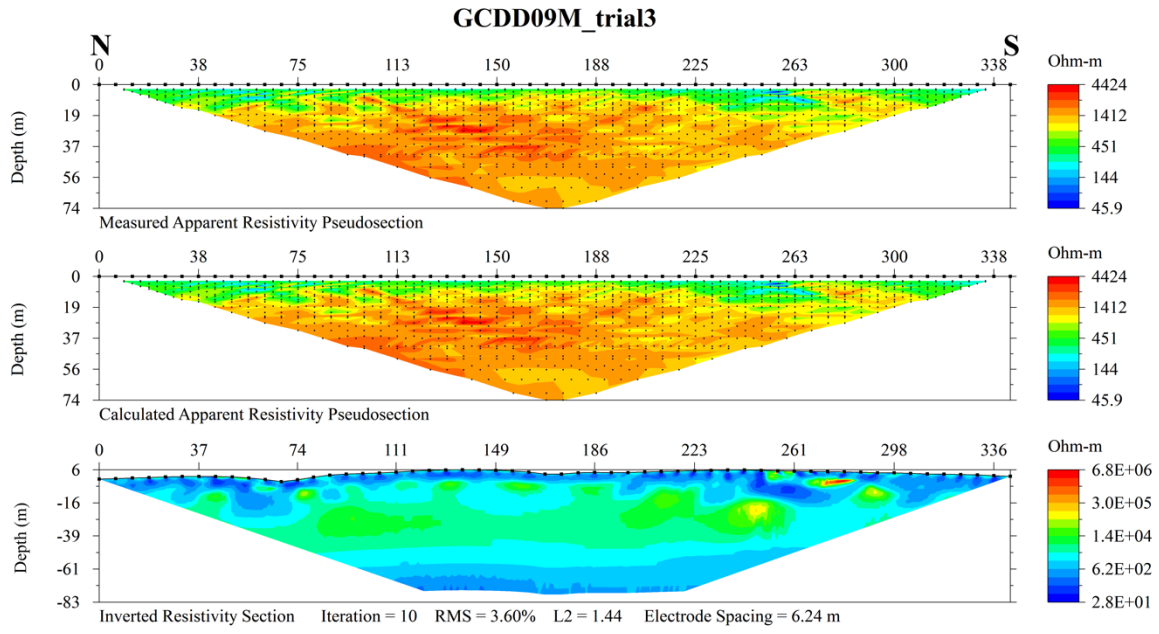 GCDD09M_trial3
N S
0 38 75 113 150 188 225 263 300 338
Depth (m)
0
19
37
56
74
Measured Apparent Resistivity Pseudosection
Ohm-m
4424
1412
451
144
45.9
0 38 75 113 150 188 225 263 300 338
Depth (m)
0
19
37
56
74
Calculated Apparent Resistivity Pseudosection
Ohm-m
4424
1412
451
144
45.9
0 37 74 111 149 186 223 261 298 336
Depth (m)
6
-16
-39
-61
-83
Ohm-m
6.8E+06
3.0E+05
1.4E+04
6.2E+02
2.8E+01
Inverted Resistivity Section Iteration = 10 RMS = 3.60% L2 = 1.44 Electrode Spacing = 6.24 m